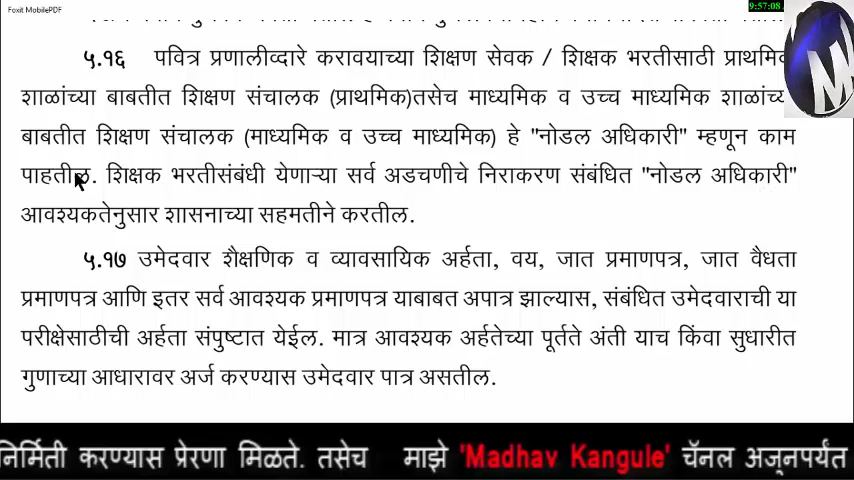 Foxit MobilePDF
9:57:08
५.१६ पवित्र प्रणालीव्दारे करावयाच्या शिक्षण सेवक / शिक्षक भरतीसाठी
शाळांच्या बाबतीत शिक्षण संचालक (प्राथमिक)तसेच माध्यमिक व उच्च माध्यमिक
बाबतीत शिक्षण संचालक (माध्यमिक व उच्च माध्यमिक) हे "नोडल अधिकारी" म्हणून काम
पाहतील. शिक्षक भरतीसंबंधी येणाऱ्या सर्व अडचणीचे निराकरण संबंधित "नोडल अधिकारी"
आवश्यकतेनुसार शासनाच्या सहमतीने करतील.
५.१७ उमेदवार शैक्षणिक व व्यावसायिक अर्हता, वय, जात प्रमाणपत्र, जात वैधता
प्रमाणपत्र आणि इतर सर्व आवश्यक प्रमाणपत्र याबाबत अपात्र झाल्यास, संबंधित उमेदवाराची या
परीक्षेसाठीची अर्हता संपुष्टात येईल. मात्र आवश्यक अर्हतेच्या पूर्तते अंती याच किंवा सुधारीत
गुणाच्या आधारावर अर्ज करण्यास उमेदवार पात्र असतील.
निर्मिती करण्यास प्रेरणा मिळते. तसेच माझे 'Madhav Kangule' चॅनल अजूनपर्यंत